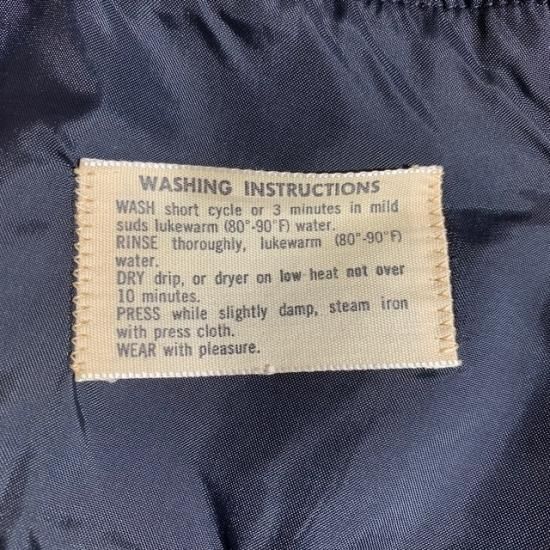 WASHING INSTRUCTIONS
WASH short cycle or 3 minutes in mild
suds lukewarm (80°-90°F) water.
RINSE thoroughly, lukewarm (80°-90°F)
water.
DRY drip, or dryer on low heat not over
10 minutes.
PRESS while slightly damp, steam iron
with press cloth.
WEAR with pleasure.